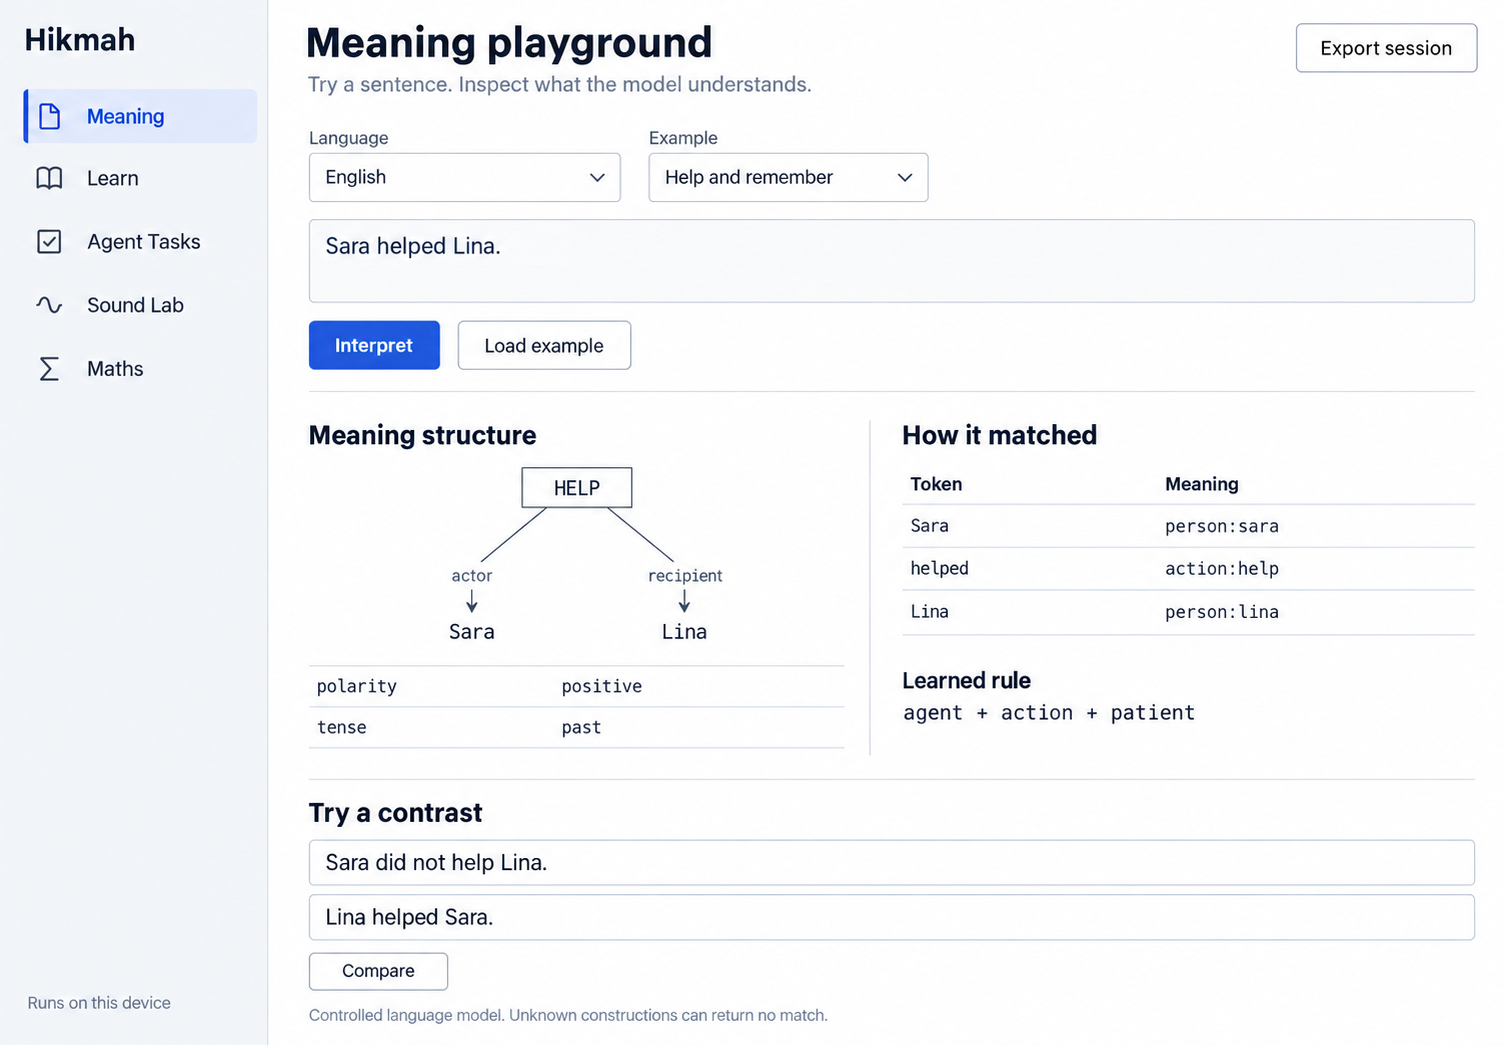 Hikmah
Meaning
Learn
Agent Tasks
Sound Lab
Maths
Runs on this device
Meaning playground
Try a sentence. Inspect what the model understands.
Export session
Language
Example
English
Help and remember
Sara helped Lina.
Interpret
Load example
Meaning structure
HELP
actor
recipient
Sara
Lina
polarity positive
tense past
How it matched
Token Meaning
Sara person:sara
helped action:help
Lina person:lina
Learned rule
agent + action + patient
Try a contrast
Sara did not help Lina.
Lina helped Sara.
Compare
Controlled language model. Unknown constructions can return no match.